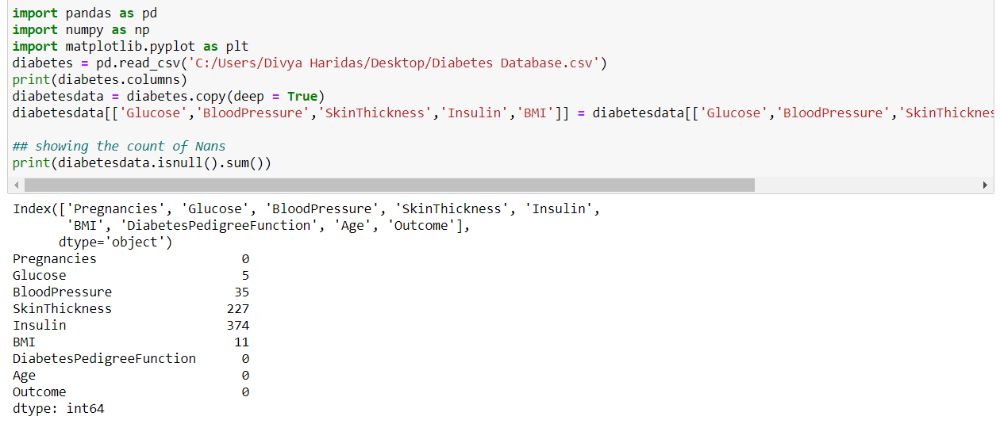 import pandas as pd
import numpy as np
import matplotlib.pyplot as plt
diabetes = pd.read_csv('C:/Users/Divya Haridas/Desktop/Diabetes Database.csv')
print(diabetes.columns)
diabetesdata = diabetes.copy(deep = True)
diabetesdata[['Glucose','BloodPressure','SkinThickness','Insulin','BMI']] = diabetesdata[['Glucose','BloodPressure','SkinThicknes
## showing the count of Nans
print(diabetesdata.isnull().sum())
Index(['Pregnancies', 'Glucose', 'BloodPressure', 'SkinThickness', 'Insulin',
'BMI', 'DiabetesPedigreeFunction', 'Age', 'Outcome'],
dtype='object')
Pregnancies 0
Glucose 5
BloodPressure 35
SkinThickness 227
Insulin 374
BMI 11
DiabetesPedigreeFunction 0
Age 0
Outcome 0
dtype: int64